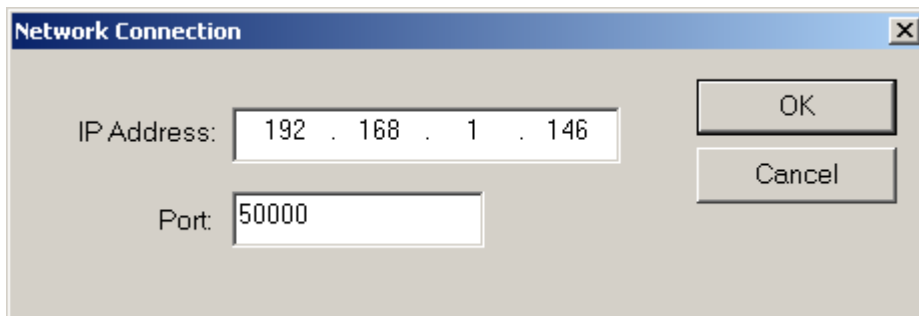 Network Connection
IP Address: 192 . 168 . 1 . 146
OK
Cancel
Port: 50000